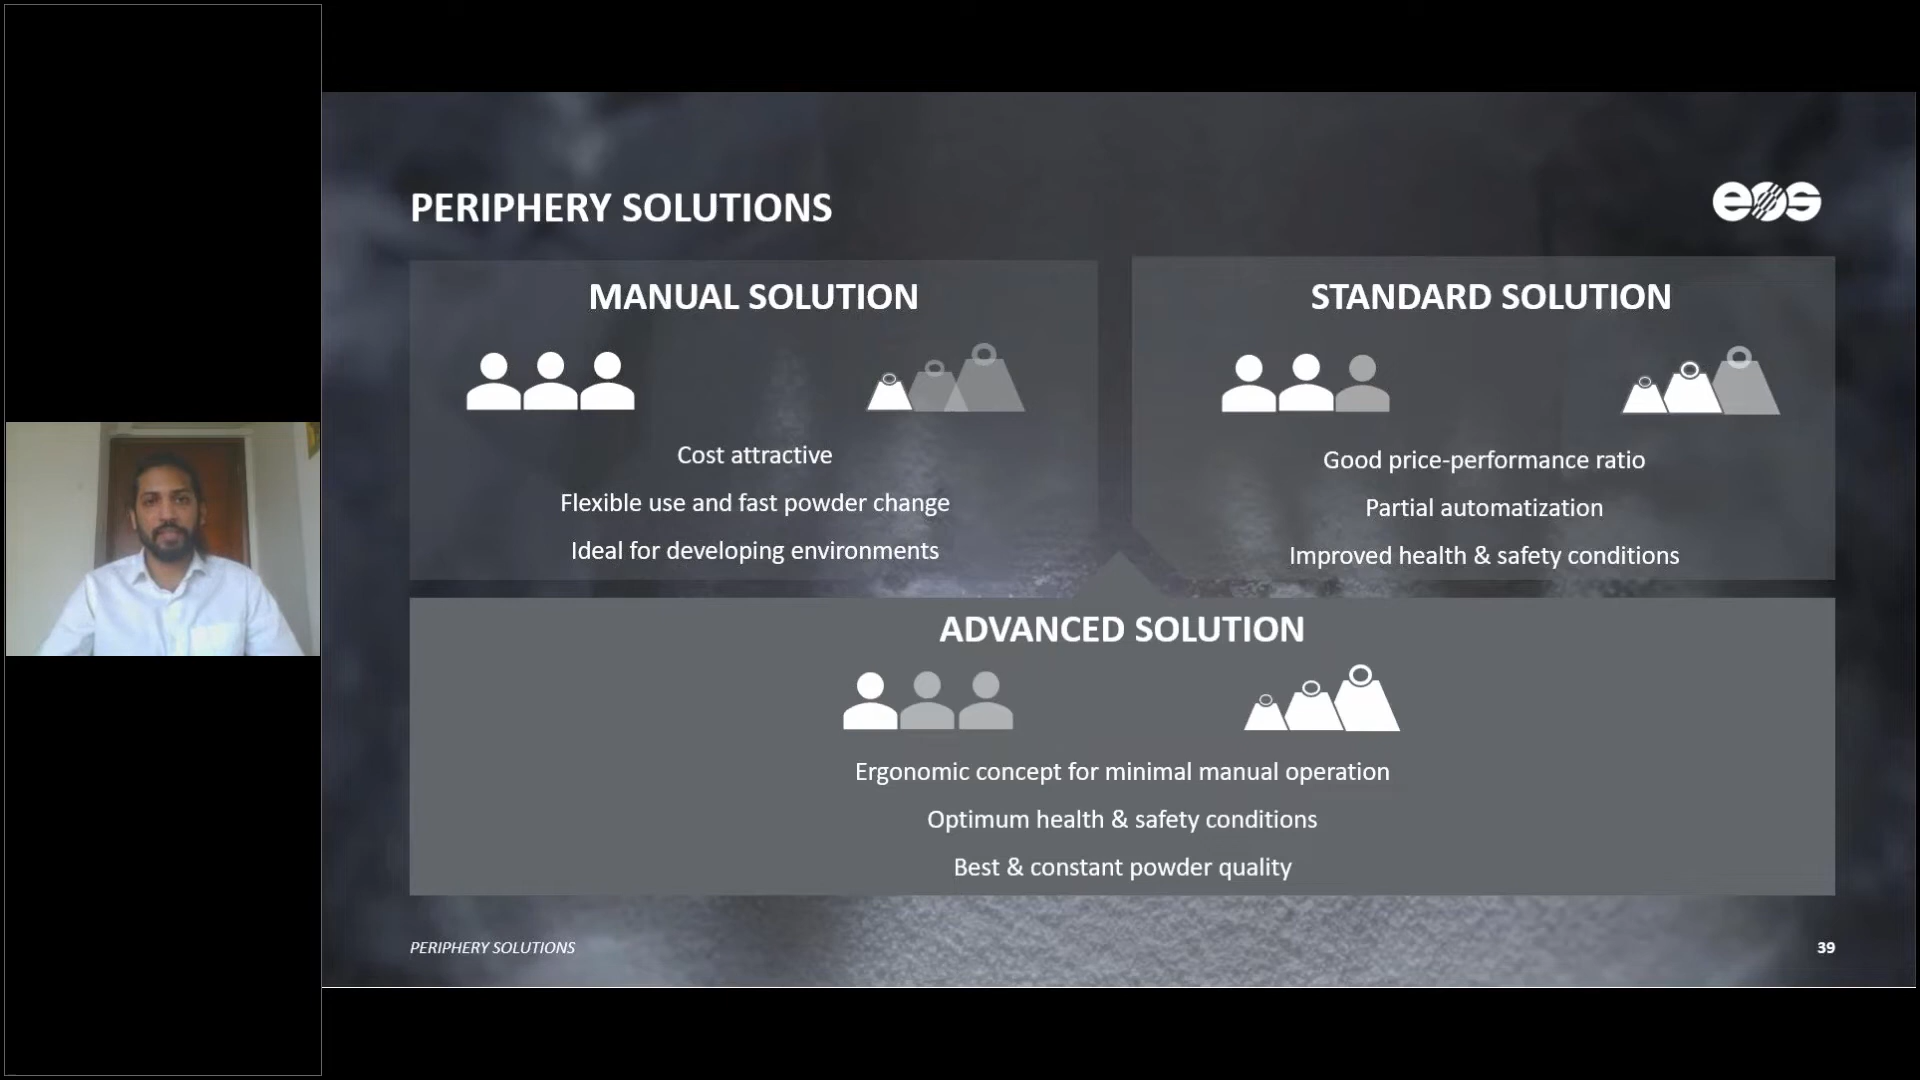 PERIPHERY SOLUTIONS
eos
MANUAL SOLUTION
Cost attractive
Flexible use and fast powder change
Ideal for developing environments
STANDARD SOLUTION
Good price-performance ratio
Partial automatization
Improved health & safety conditions
ADVANCED SOLUTION
Ergonomic concept for minimal manual operation
Optimum health & safety conditions
Best & constant powder quality
PERIPHERY SOLUTIONS
39